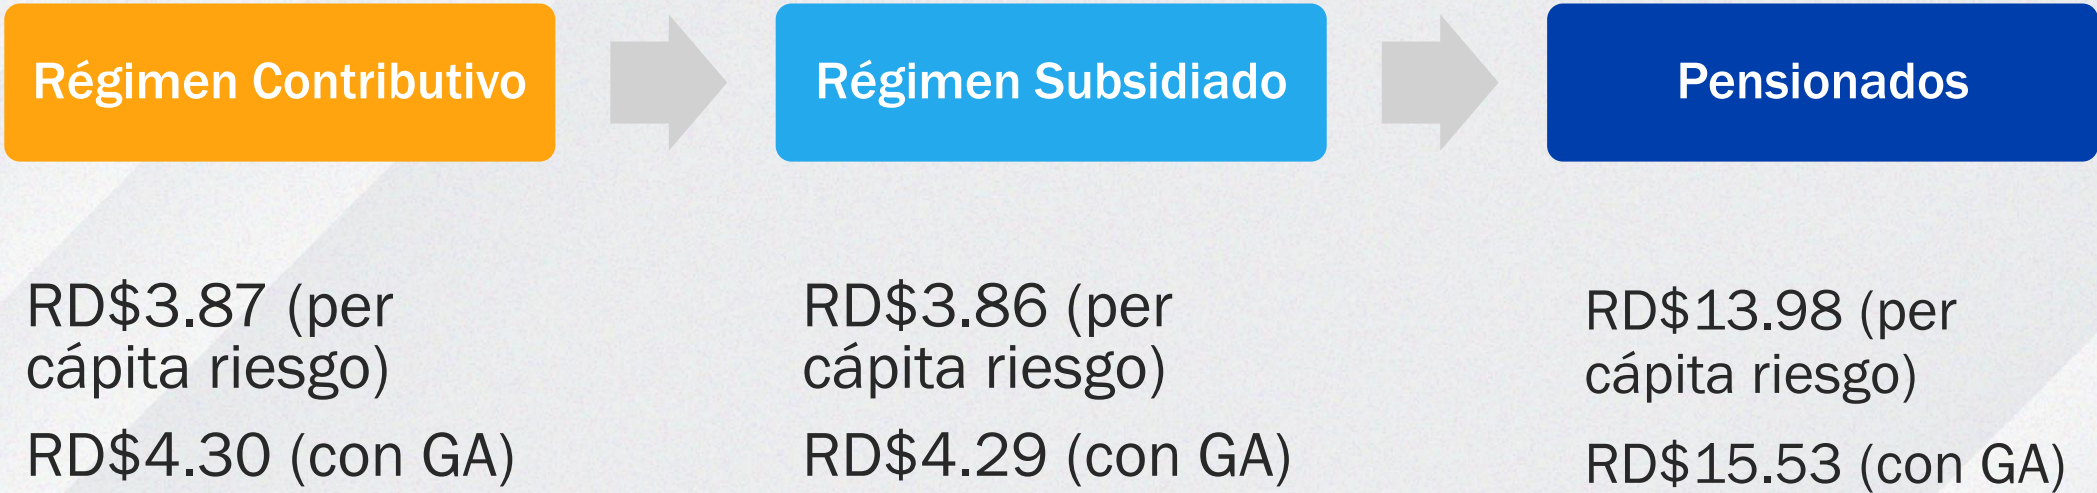 Régimen Contributivo
Régimen Subsidiado
Pensionados
RD$3.87 (per
cápita riesgo)
RD$4.30 (con GA)
RD$3.86 (per
cápita riesgo)
RD$4.29 (con GA)
RD$13.98 (per
cápita riesgo)
RD$15.53 (con GA)